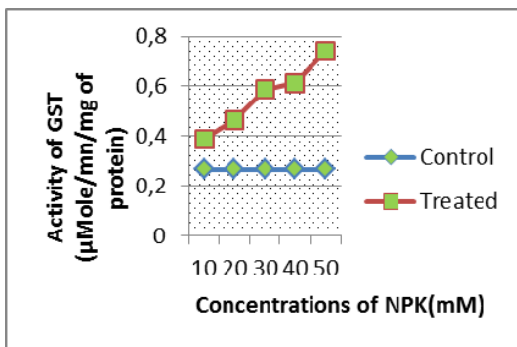 Activity of GST
(µMole/mn/mg of
protein)
0,8
0,6
0,4
0,2
0
10 20 30 40 50
Concentrations of NPK(mM)
Control
Treated